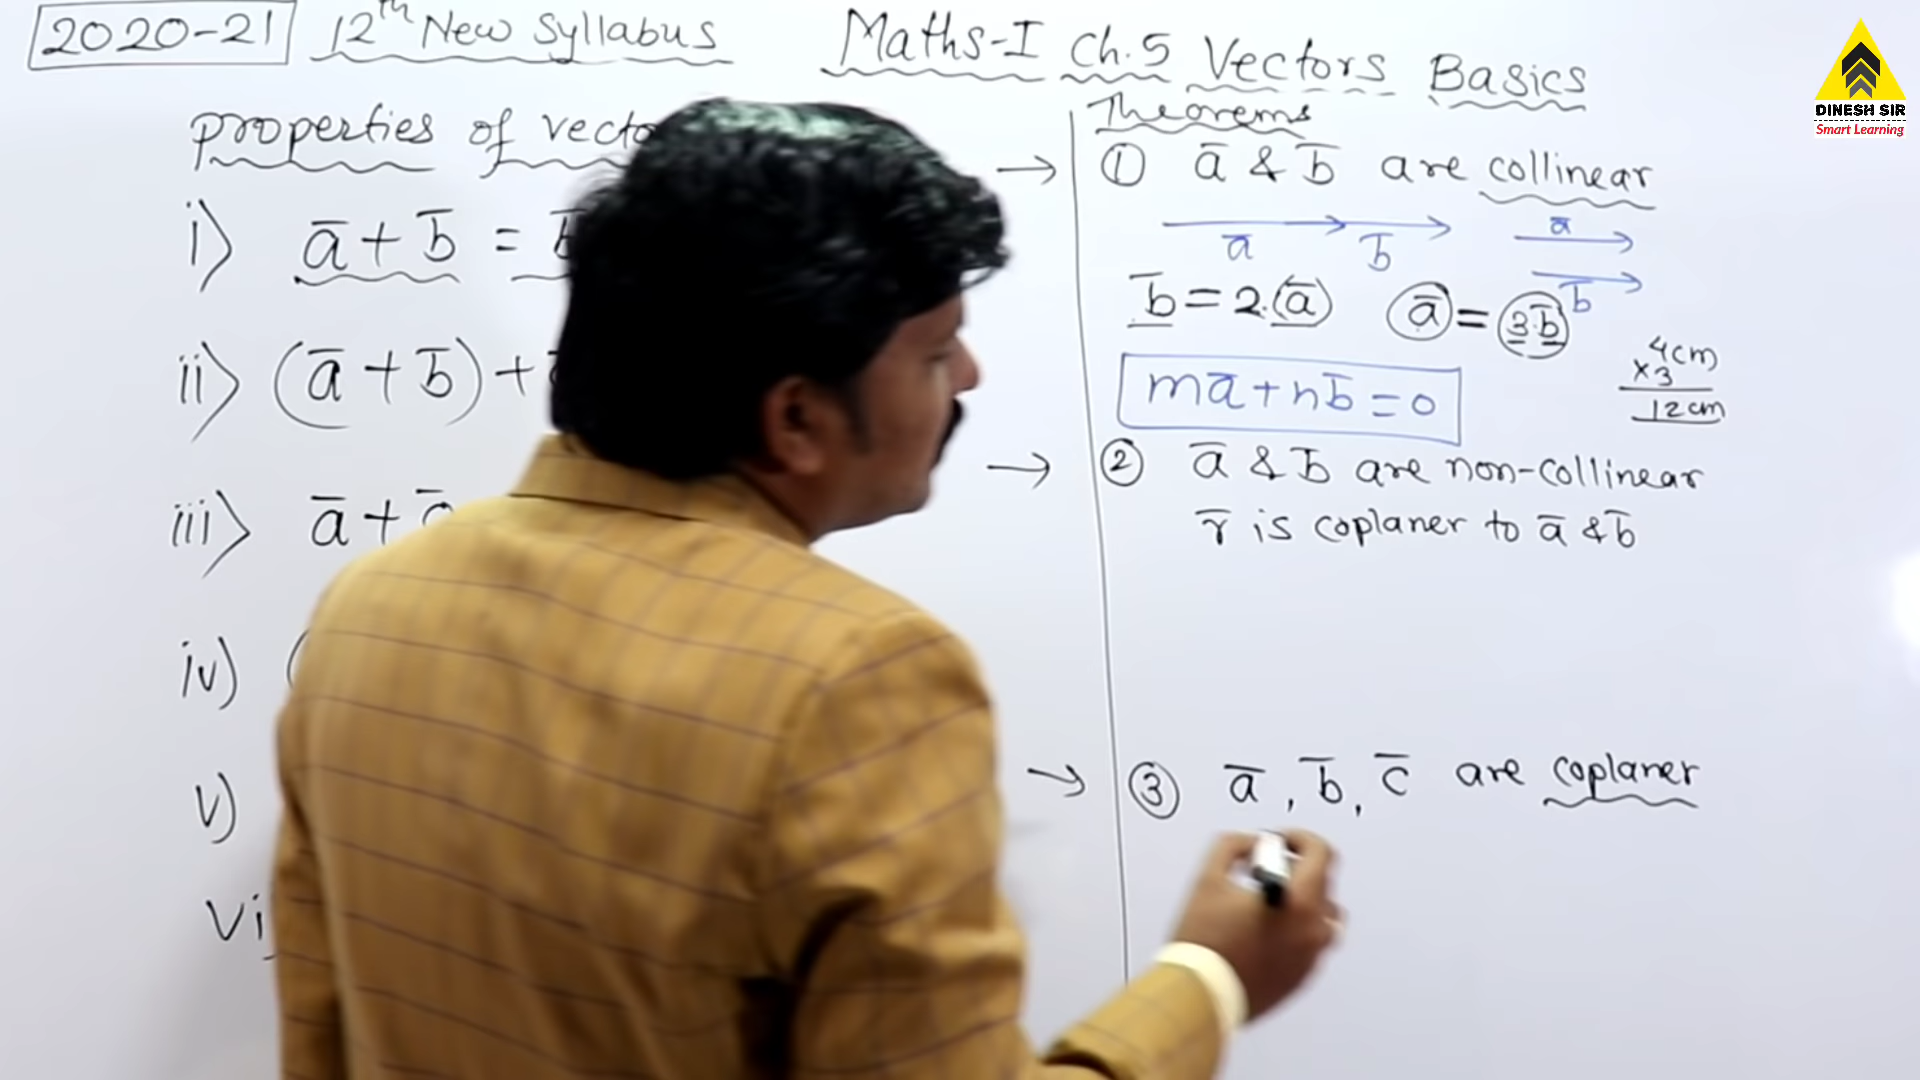 2020-21 12th New Syllabus Maths-I Ch.5 Vectors Basics
DINESH SIR
Smart Learning
properties of
i) a̅ + b̅ =
ii) (a̅ + b̅) +
iii) a̅ +
iv) (
v)
vi
Theorems
→ ① a̅ & b̅ are collinear
a̅ b̅
a̅
b̅
b̅ = 2.(a̅) a̅ = 3.b̅
4cm
×3
12cm
ma̅ + nb̅ = 0
→ ② a̅ & b̅ are non-collinear
r̅ is coplaner to a̅ & b̅
→ ③ a̅, b̅, c̅ are coplaner